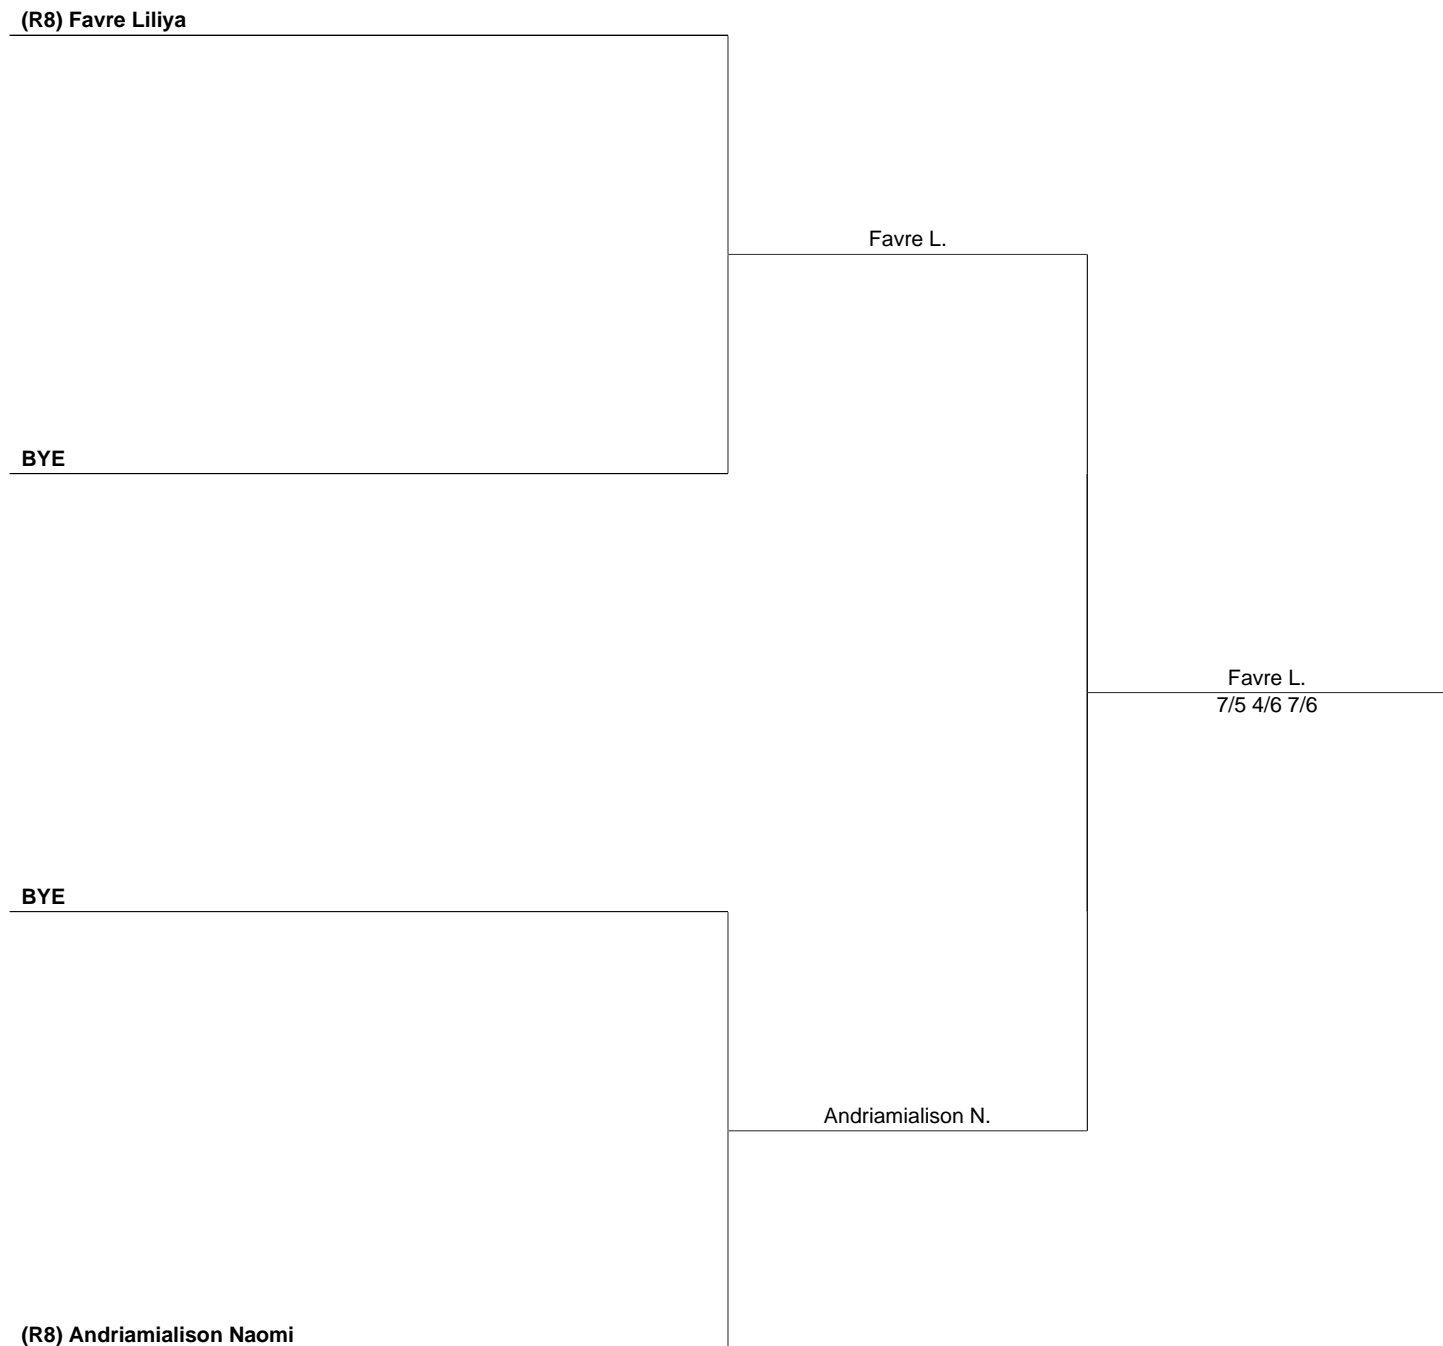 (R8) Favre Liliya
Favre L.
BYE
Favre L.
7/5 4/6 7/6
BYE
Andriamialison N.
(R8) Andriamialison Naomi